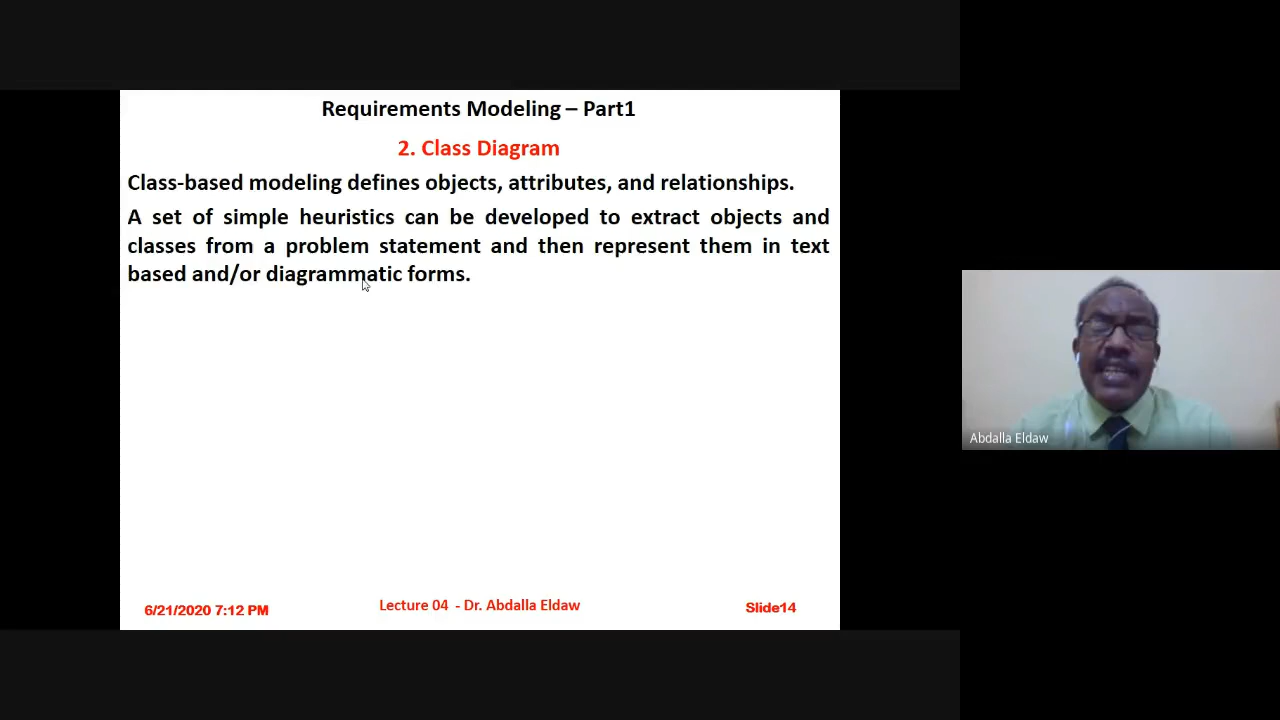 Requirements Modeling – Part1
2. Class Diagram
Class-based modeling defines objects, attributes, and relationships.
A set of simple heuristics can be developed to extract objects and
classes from a problem statement and then represent them in text
based and/or diagrammatic forms.
Abdalla Eldaw
6/21/2020 7:12 PM
Lecture 04 - Dr. Abdalla Eldaw
Slide14